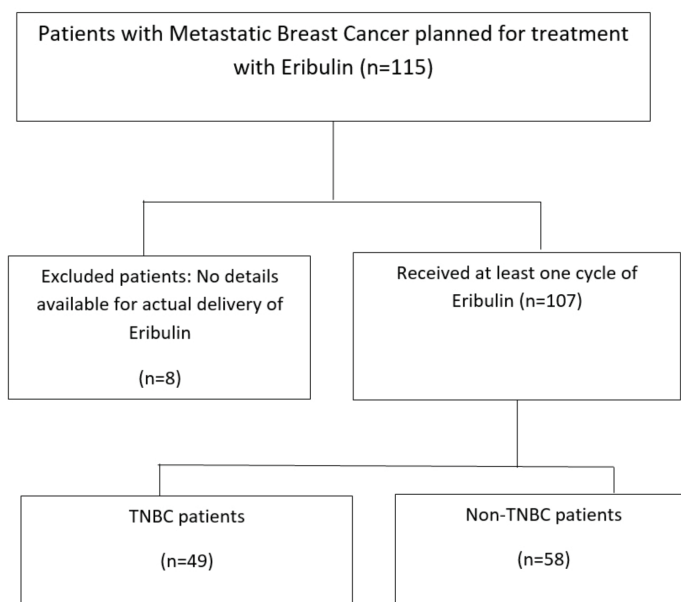 Patients with Metastatic Breast Cancer planned for treatment
with Eribulin (n=115)
Excluded patients: No details
available for actual delivery of
Eribulin
(n=8)
Received at least one cycle of
Eribulin (n=107)
TNBC patients
(n=49)
Non-TNBC patients
(n=58)